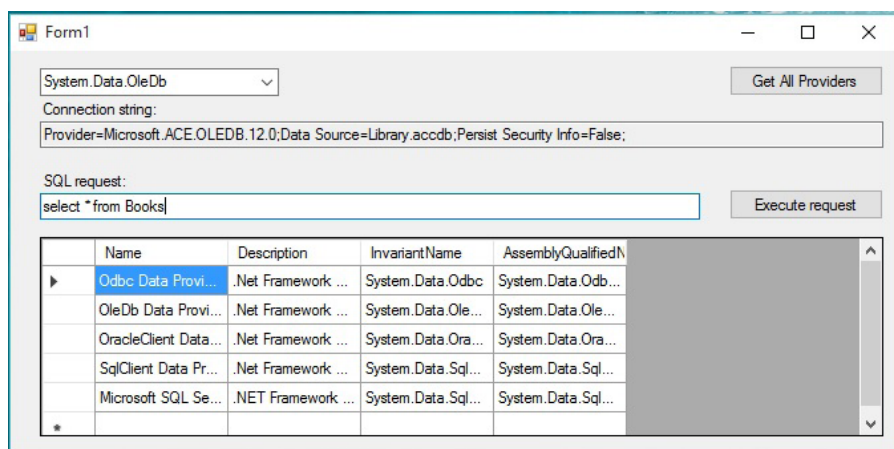 Form1
System.Data.OleDb
Get All Providers
Connection string:
Provider=Microsoft.ACE.OLEDB.12.0;Data Source=Library.accdb;Persist Security Info=False;
SQL request:
select * from Books
Execute request
Name Description InvariantName AssemblyQualifiedN
Odbc Data Provi... .Net Framework ... System.Data.Odbc System.Data.Odb...
OleDb Data Provi... .Net Framework ... System.Data.Ole... System.Data.Ole...
OracleClient Data... .Net Framework ... System.Data.Ora... System.Data.Ora...
SqlClient Data Pr... .Net Framework ... System.Data.Sql... System.Data.Sql...
Microsoft SQL Se... .NET Framework ... System.Data.Sql... System.Data.Sql...